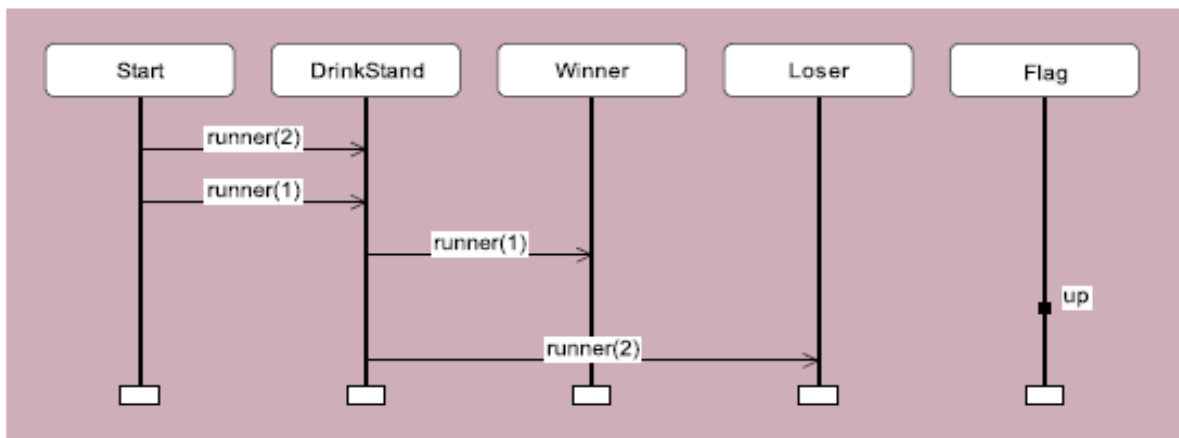 Start
DrinkStand
Winner
Loser
Flag
runner(2)
runner(1)
runner(1)
up
runner(2)